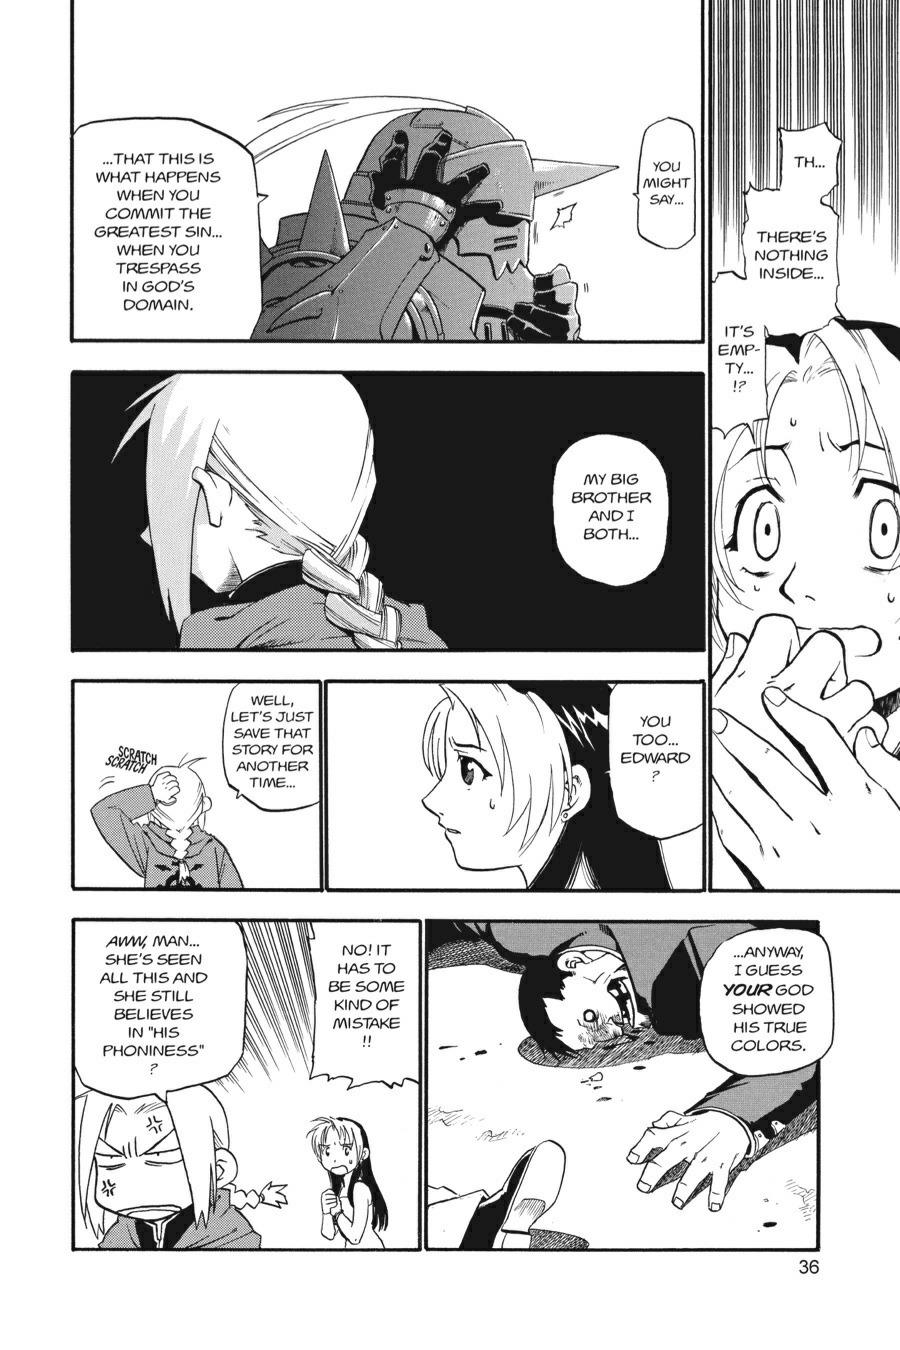 TH...
THERE'S
NOTHING
INSIDE...
IT'S
EMP-
TY...
!?
YOU
MIGHT
SAY...
...THAT THIS IS
WHAT HAPPENS
WHEN YOU
COMMIT THE
GREATEST SIN...
WHEN YOU
TRESPASS
IN GOD'S
DOMAIN.
MY BIG
BROTHER
AND I
BOTH...
YOU
TOO...
EDWARD
?
WELL,
LET'S JUST
SAVE THAT
STORY FOR
ANOTHER
TIME...
SCRATCH
SCRATCH
...ANYWAY,
I GUESS
YOUR GOD
SHOWED
HIS TRUE
COLORS.
NO! IT
HAS TO
BE SOME
KIND OF
MISTAKE
!!
AWW, MAN...
SHE'S SEEN
ALL THIS AND
SHE STILL
BELIEVES
IN "HIS
PHONINESS"
?
36